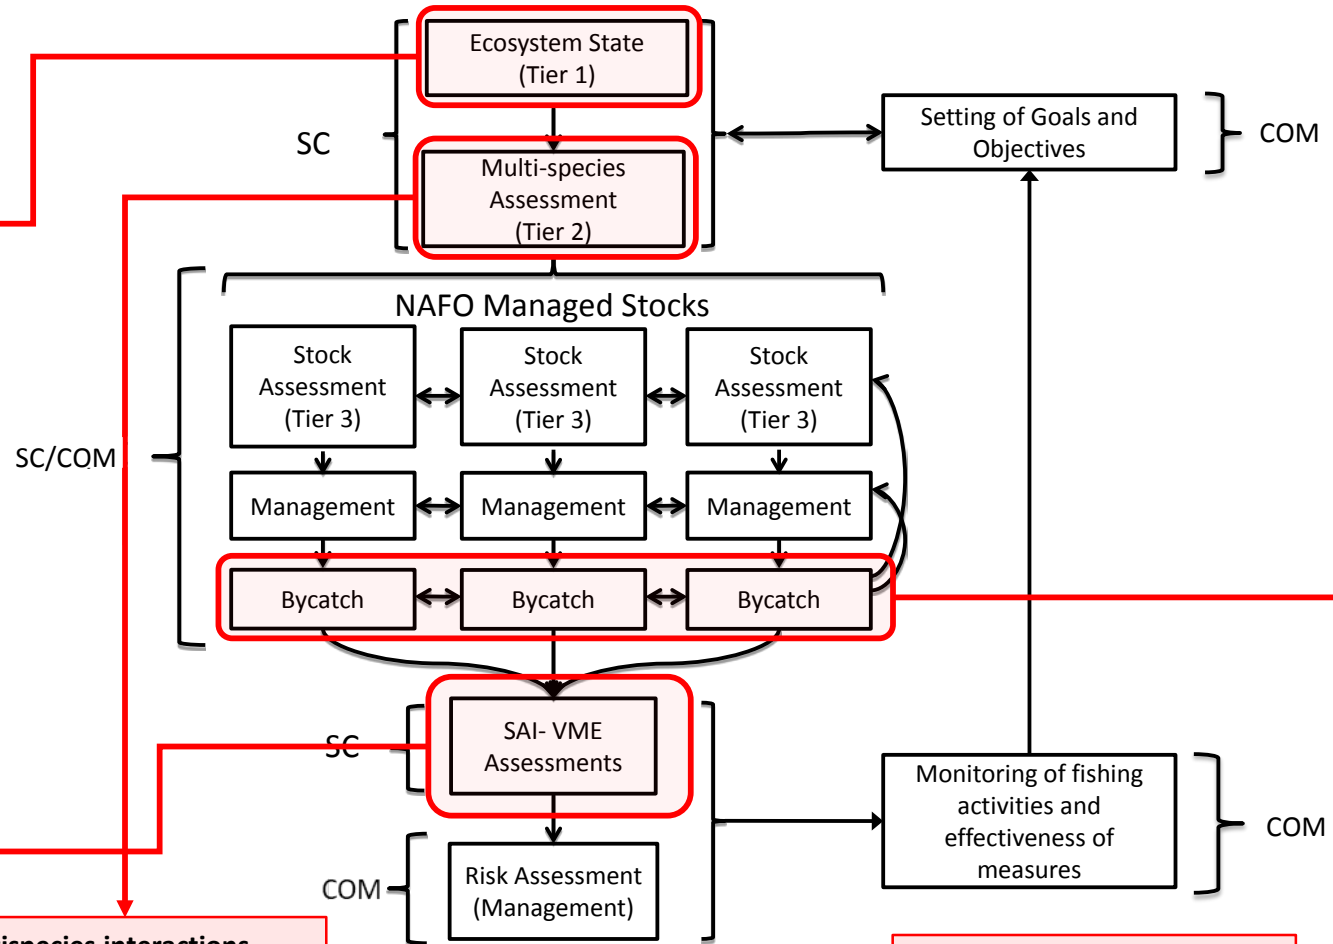 Ecosystem State
(Tier 1)
SC
Setting of Goals and
Objectives
COM
Multi-species
Assessment
(Tier 2)
NAFO Managed Stocks
Stock
Assessment
(Tier 3)
Stock
Assessment
(Tier 3)
Stock
Assessment
(Tier 3)
SC/COM
Management
Management
Management
Bycatch
Bycatch
Bycatch
SC
SAI- VME
Assessments
Monitoring of fishing
activities and
effectiveness of
measures
COM
COM
Risk Assessment
(Management)
interactions